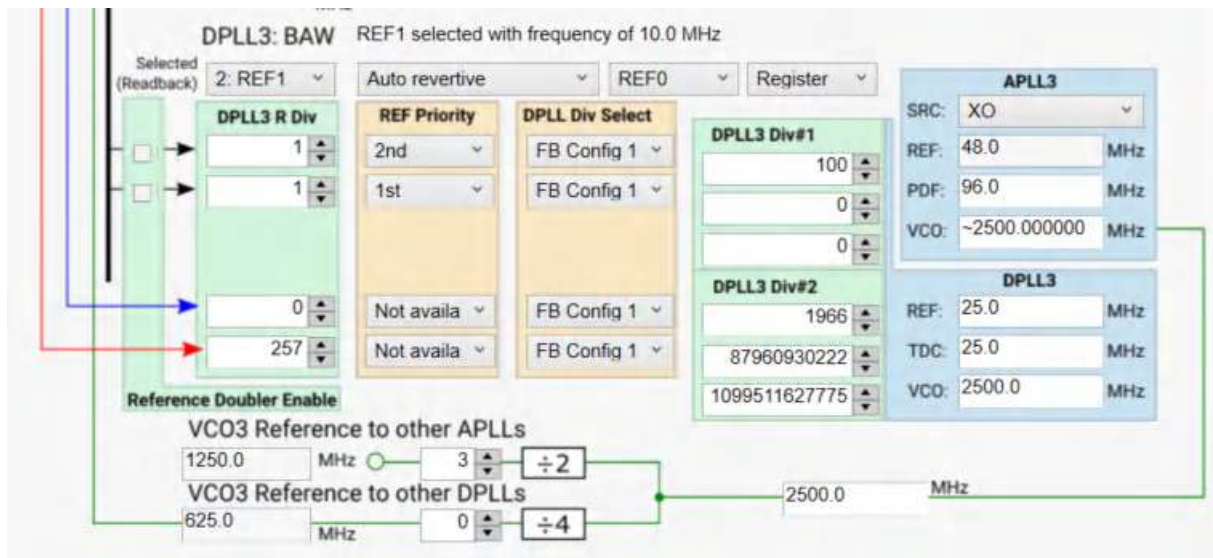 DPLL3: BAW REF1 selected with frequency of 10.0 MHz
Selected
(Readback) 2: REF1 Auto revertive REF0 Register
DPLL3 R Div REF Priority DPLL Div Select DPLL3 Div#1 APLL3
SRC: XO
1 2nd FB Config 1 100 REF: 48.0 MHz
1 1st FB Config 1 0 PDF: 96.0 MHz
0 VCO: ~2500.000000 MHz
DPLL3 Div#2 DPLL3
0 Not availa FB Config 1 1966 REF: 25.0 MHz
257 Not availa FB Config 1 87960930222 TDC: 25.0 MHz
Reference Doubler Enable 1099511627775 VCO: 2500.0 MHz
VCO3 Reference to other APLLs
1250.0 MHz 3 ÷2
VCO3 Reference to other DPLLs
2500.0 MHz
625.0 MHz 0 ÷4